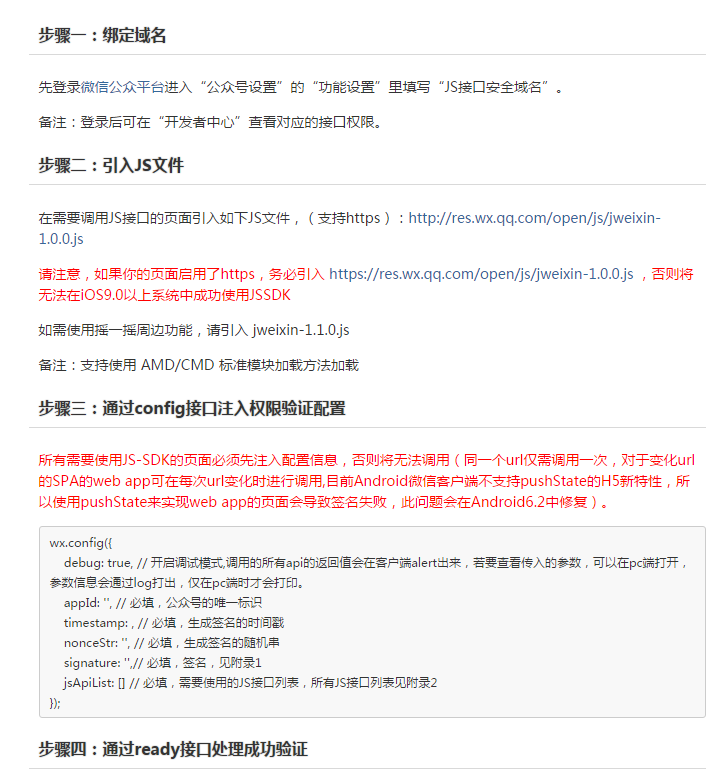 步骤一：绑定域名
先登录微信公众平台进入“公众号设置”的“功能设置”里填写“JS接口安全域名”。
备注：登录后可在“开发者中心”查看对应的接口权限。
步骤二：引入JS文件
在需要调用JS接口的页面引入如下JS文件，（支持https）：http://res.wx.qq.com/open/js/jweixin-
1.0.0.js
请注意，如果你的页面启用了https，务必引入 https://res.wx.qq.com/open/js/jweixin-1.0.0.js ，否则将
无法在iOS9.0以上系统中成功使用JSSDK
如需使用摇一摇周边功能，请引入 jweixin-1.1.0.js
备注：支持使用 AMD/CMD 标准模块加载方法加载
步骤三：通过config接口注入权限验证配置
所有需要使用JS-SDK的页面必须先注入配置信息，否则将无法调用（同一个url仅需调用一次，对于变化url
的SPA的web app可在每次url变化时进行调用,目前Android微信客户端不支持pushState的H5新特性，所
以使用pushState来实现web app的页面会导致签名失败，此问题会在Android6.2中修复）。
wx.config({
debug: true, // 开启调试模式,调用的所有api的返回值会在客户端alert出来，若要查看传入的参数，可以在pc端打开，
参数信息会通过log打出，仅在pc端时才会打印。
appId: '', // 必填，公众号的唯一标识
timestamp: , // 必填，生成签名的时间戳
nonceStr: '', // 必填，生成签名的随机串
signature: '',// 必填，签名，见附录1
jsApiList: [] // 必填，需要使用的JS接口列表，所有JS接口列表见附录2
});
步骤四：通过ready接口处理成功验证